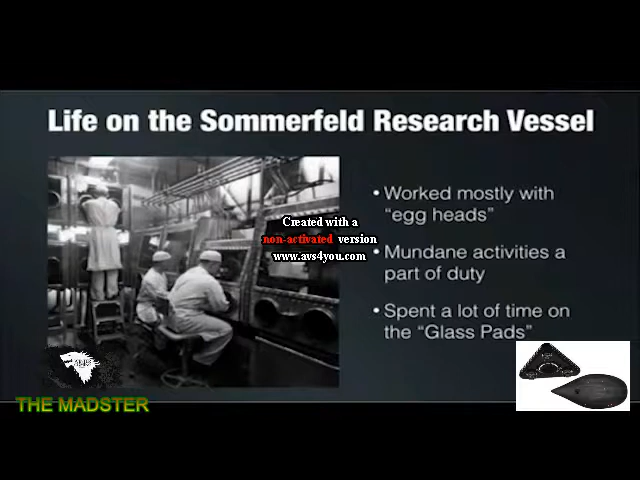 Life on the Sommerfeld Research Vessel
• Worked mostly with
"egg heads"
Created with a
non-activated version
www.avs4you.com
• Mundane activities a
part of duty
• Spent a lot of time on
the "Glass Pads"
THE MADSTER